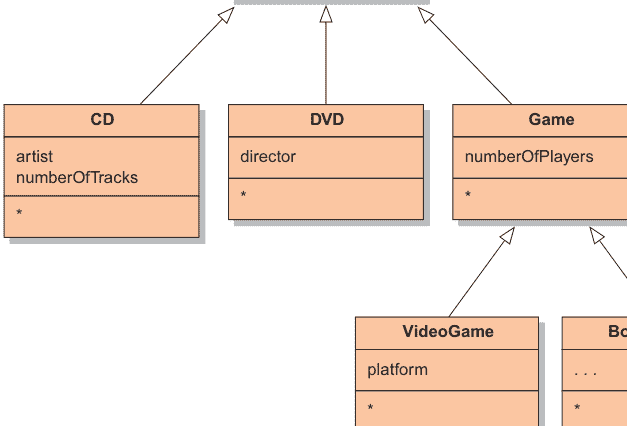 CD
artist
numberOfTracks
*
DVD
director
*
Game
numberOfPlayers
*
VideoGame
platform
*
. . .
*